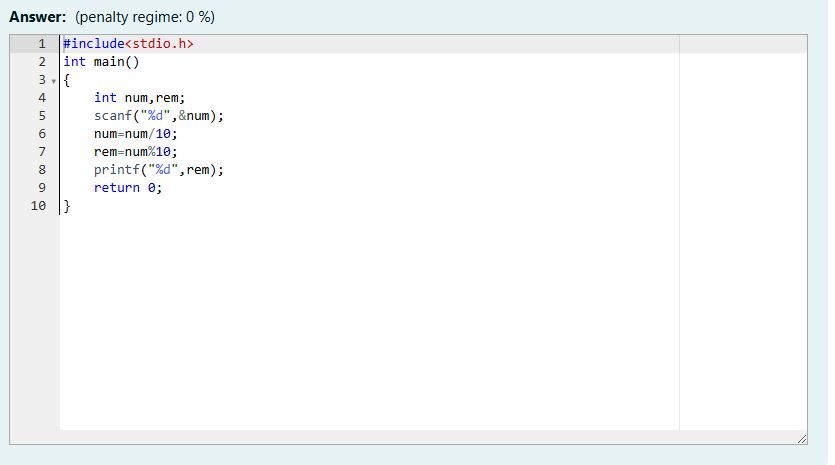 Answer: (penalty regime: 0 %)
1 #include<stdio.h>
2 int main()
3 {
4     int num,rem;
5     scanf("%d",&num);
6     num=num/10;
7     rem=num%10;
8     printf("%d",rem);
9     return 0;
10 }